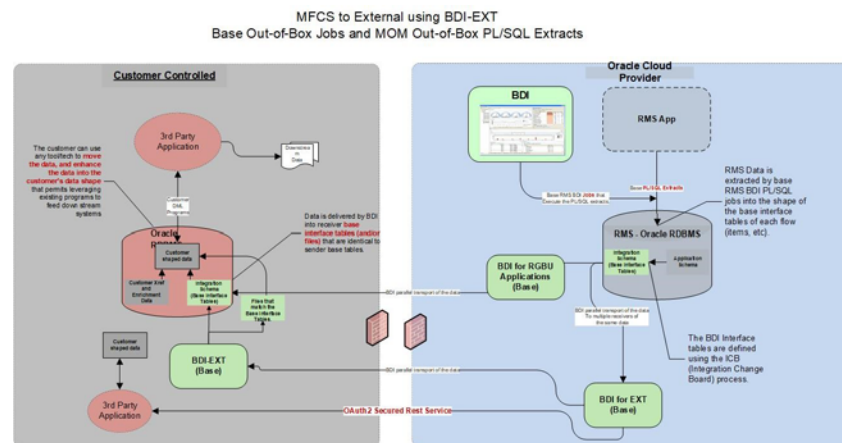 MFCS to External using BDI-EXT
Base Out-of-Box Jobs and MOM Out-of-Box PL/SQL Extracts
Customer Controlled
Oracle Cloud
Provider
BDI
RMS App
3rd Party
Application
The customer can use
any tool/tech to move
the data, and enhance
the data into the
customer's data shape
that permits leveraging
existing programs to
feed down stream
systems
Customer
DML
Data is delivered by BDI
into receiver base
interface tables (and/or
files) that are identical to
sender base tables.
Base RMS BDI Jobs that
Execute the PL/SQL extracts.
Base PL/SQL Extracts
RMS Data is
extracted by base
RMS BDI PL/SQL
jobs into the shape of
the base interface
tables of each flow
(items, etc).
Oracle
Customer
shaped data
Customer Xref
and
Enrichment
Data
Integration
Schema
(Base Interface
Tables)
Files that
match the
Base Interface
Tables.
RMS - Oracle RDBMS
Integration
Schema
(Base Interface
Tables)
Application
Schema
BDI for RGBU
Applications
(Base)
BDI parallel transport of the data
BDI parallel transport of the data
To multiple receivers of
the same data
The BDI Interface
tables are defined
using the ICB
(Integration Change
Board) process.
Customer
shaped data
BDI-EXT
(Base)
BDI parallel transport of the data
BDI for EXT
(Base)
3rd Party
Application
OAuth2 Secured Rest Service